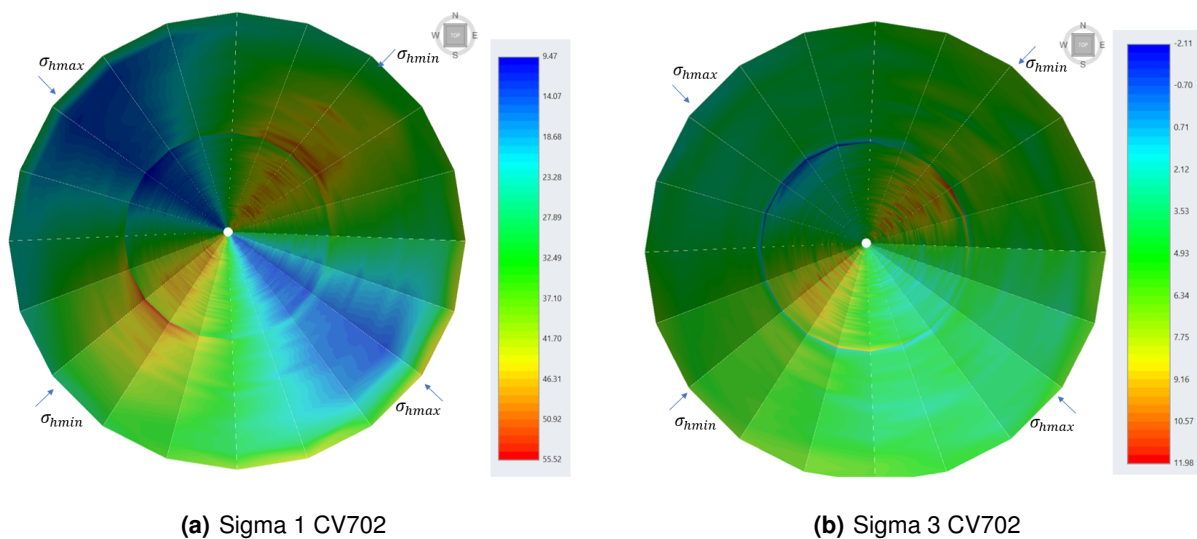 N
W TOP E
S
σhmax
σhmin
9.47
14.07
18.68
23.28
27.89
32.49
37.10
41.70
46.31
50.92
55.52
σhmin
σhmax
(a) Sigma 1 CV702
N
W TOP E
S
σhmax
σhmin
-2.11
-0.70
0.71
2.12
3.53
4.93
6.34
7.75
9.16
10.57
11.98
σhmin
σhmax
(b) Sigma 3 CV702